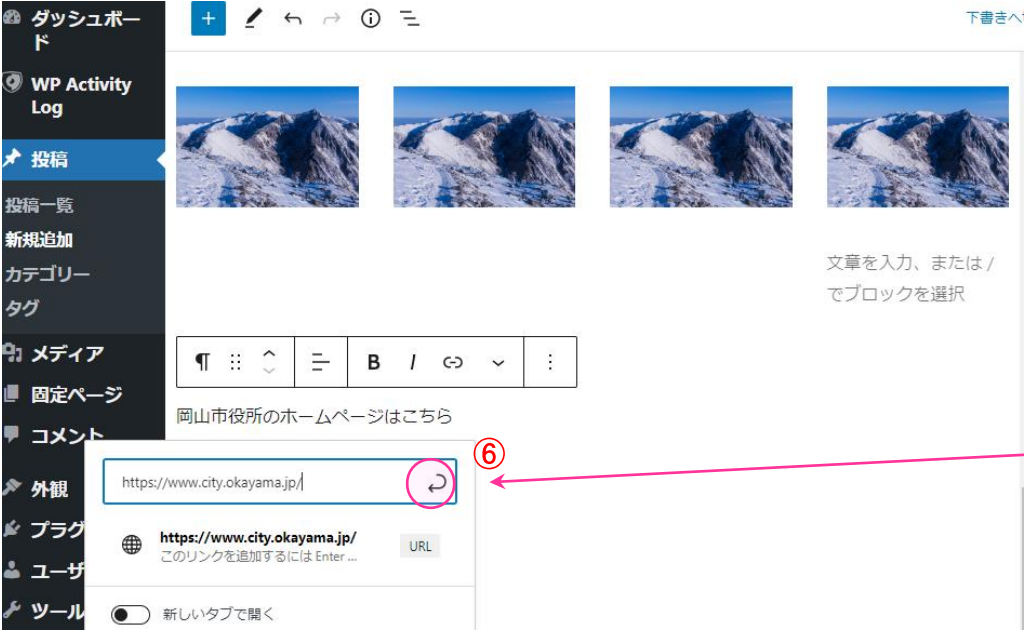 ダッシュボー
ド
WP Activity
Log
投稿
投稿一覧
新規追加
カテゴリー
タグ
メディア
固定ページ
コメント
外観
プラグ
ユーザ
ツール
+
下書きへ
文章を入力、または /
でブロックを選択
B I
岡山市役所のホームページはこちら
⑥
https://www.city.okayama.jp/
https://www.city.okayama.jp/
URL
このリンクを追加するには Enter ...
新しいタブで開く